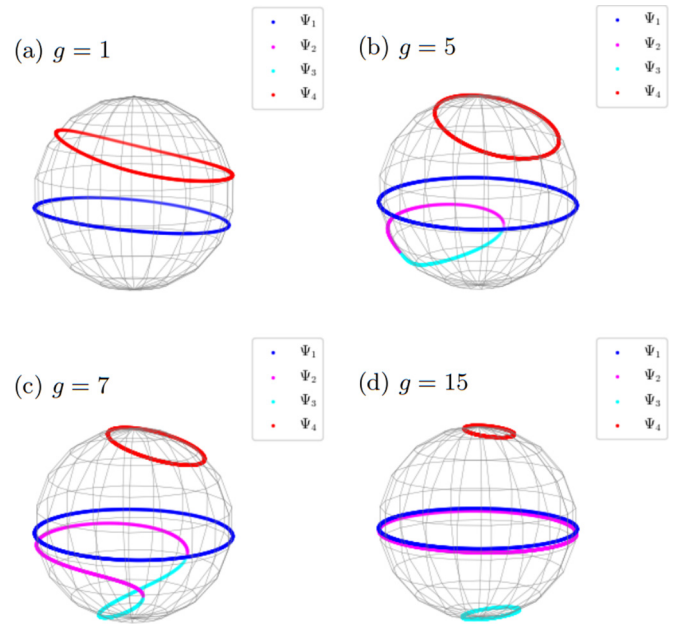 (a) g = 1
Ψ₁
Ψ₂
Ψ₃
Ψ₄
(b) g = 5
Ψ₁
Ψ₂
Ψ₃
Ψ₄
(c) g = 7
Ψ₁
Ψ₂
Ψ₃
Ψ₄
(d) g = 15
Ψ₁
Ψ₂
Ψ₃
Ψ₄